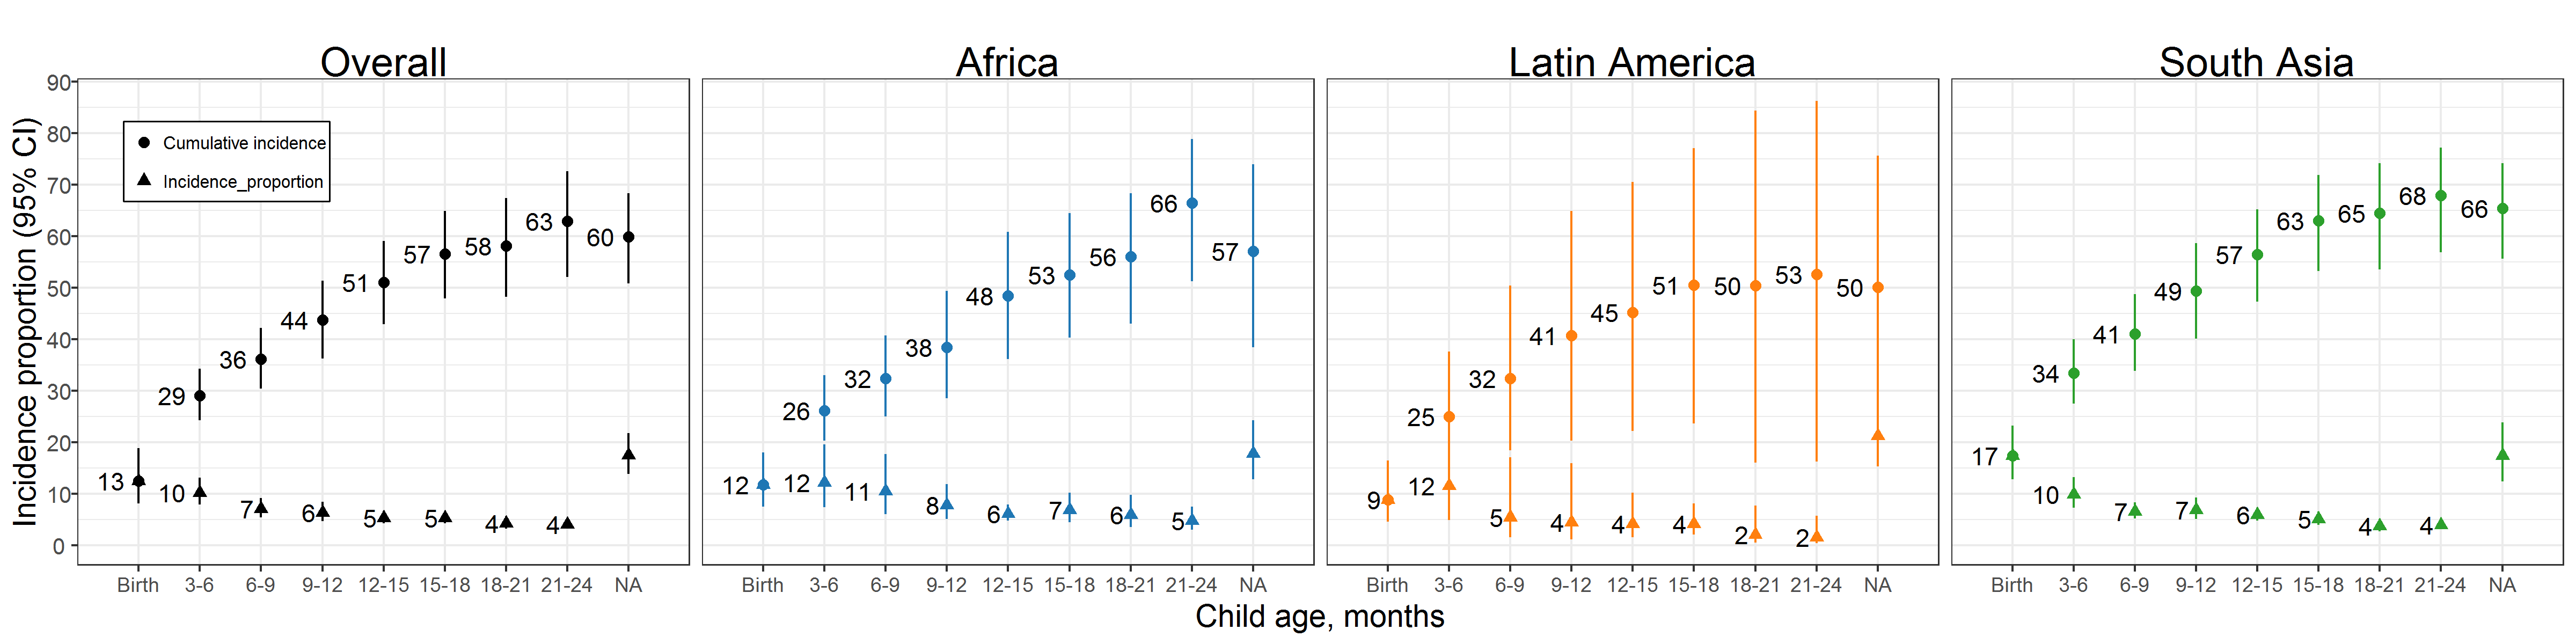 Overall
Africa
Latin America
South Asia
Incidence proportion (95% CI)
90
80
70
60
50
40
30
20
10
0
Cumulative incidence
Incidence_proportion
13 29 36 44 51 57 58 63 60
10 7 6 5 5 4 4
12 26 32 38 48 53 56 66 57
12 11 8 6 7 6 5
9 25 32 41 45 51 50 53 50
12 5 4 4 4 2 2
17 34 41 49 57 63 65 68 66
10 7 7 6 5 4 4
Birth 3-6 6-9 9-12 12-15 15-18 18-21 21-24 NA
Birth 3-6 6-9 9-12 12-15 15-18 18-21 21-24 NA
Birth 3-6 6-9 9-12 12-15 15-18 18-21 21-24 NA
Birth 3-6 6-9 9-12 12-15 15-18 18-21 21-24 NA
Child age, months